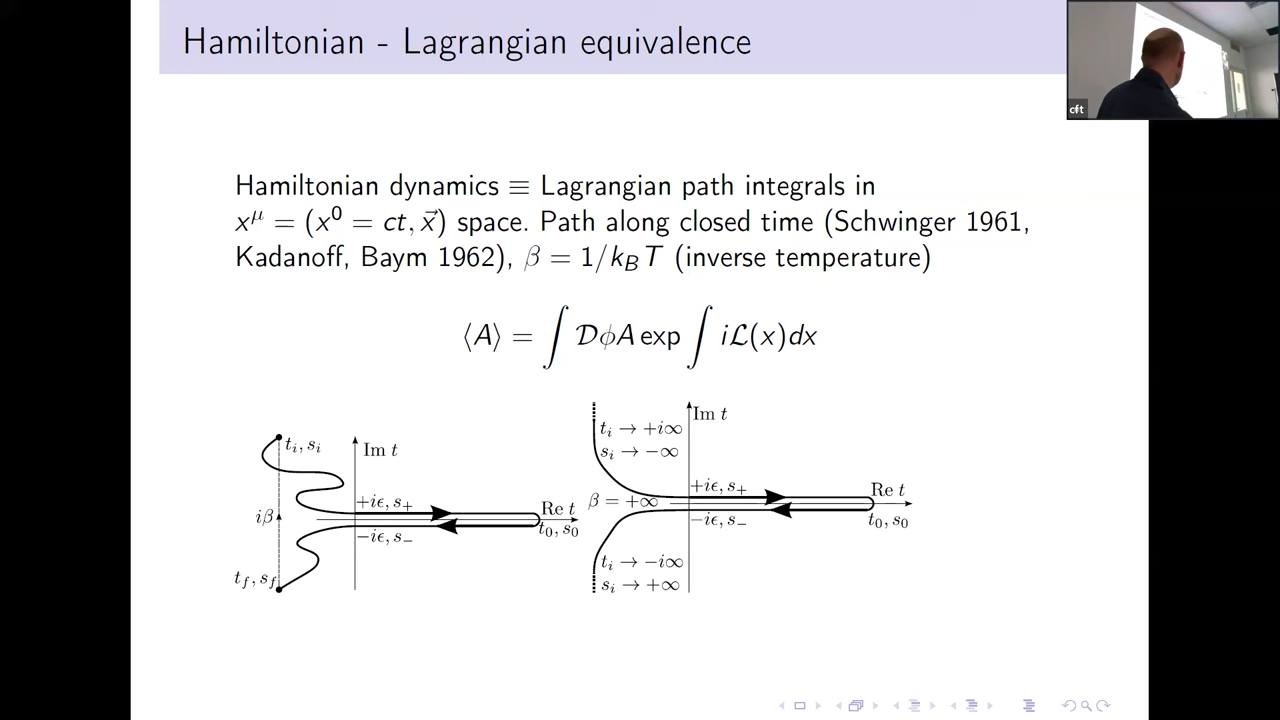 Hamiltonian - Lagrangian equivalence
cft
Hamiltonian dynamics ≡ Lagrangian path integrals in
x^μ = (x^0 = ct, x⃗) space. Path along closed time (Schwinger 1961,
Kadanoff, Baym 1962), β = 1/k_B T (inverse temperature)
⟨A⟩ = ∫ 𝒟ϕA exp ∫ iℒ(x)dx
t_i, s_i
Im t
+iϵ, s_+
Re t
iβ
−iϵ, s_−
t_0, s_0
t_f, s_f
Im t
t_i → +i∞
s_i → −∞
+iϵ, s_+
Re t
β = +∞
−iϵ, s_−
t_0, s_0
t_i → −i∞
s_i → +∞